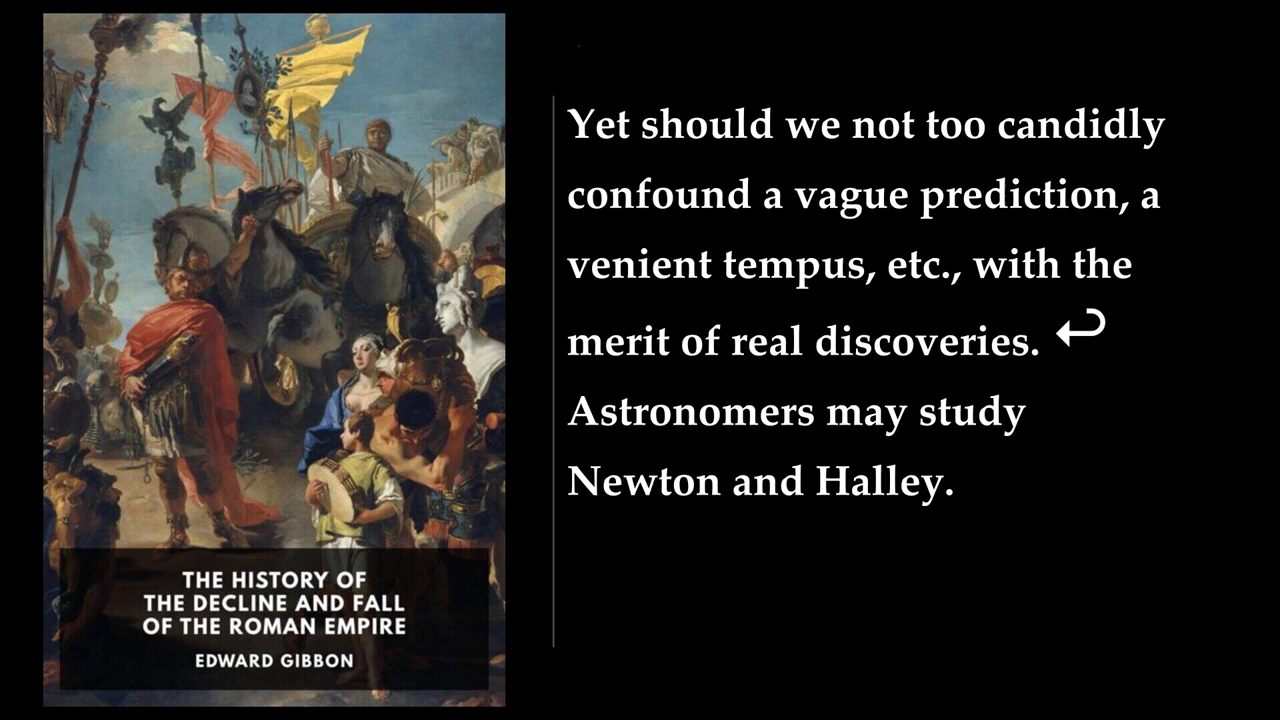 THE HISTORY OF
THE DECLINE AND FALL
OF THE ROMAN EMPIRE
EDWARD GIBBON
Yet should we not too candidly
confound a vague prediction, a
venient tempus, etc., with the
merit of real discoveries. ↩
Astronomers may study
Newton and Halley.